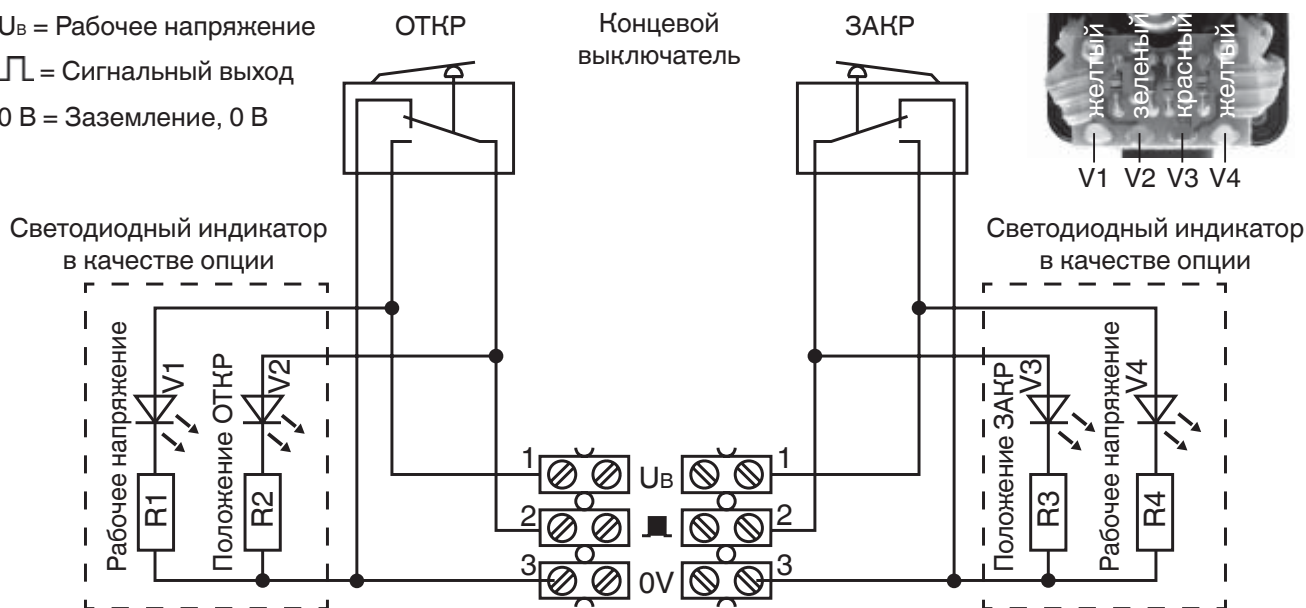 UB = Рабочее напряжение
= Сигнальный выход
0 В = Заземление, 0 В
ОТКР
Концевой
выключатель
ЗАКР
желтый
зеленый
красный
желтый
V1 V2 V3 V4
Светодиодный индикатор
в качестве опции
Светодиодный индикатор
в качестве опции
Рабочее напряжение
V1
Положение ОТКР
V2
R1
R2
Положение ЗАКР
V3
Рабочее напряжение
V4
R3
R4
1
UB
1
2
2
3
0V
3